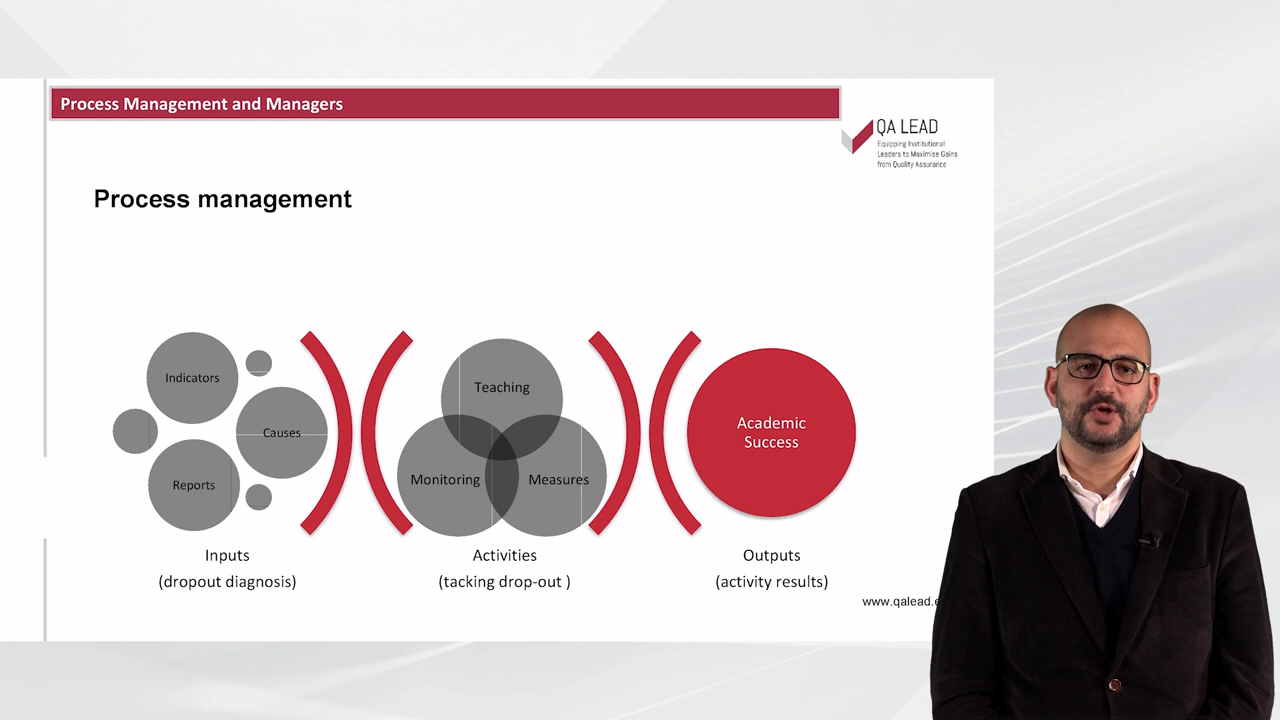 Process Management and Managers
QA LEAD
Equipping Institutional
Leaders to Maximise Gains
from Quality Assurance
Process management
Indicators
Causes
Reports
Teaching
Monitoring
Measures
Academic
Success
Inputs
(dropout diagnosis)
Activities
(tacking drop-out )
Outputs
(activity results)
www.qalead.e